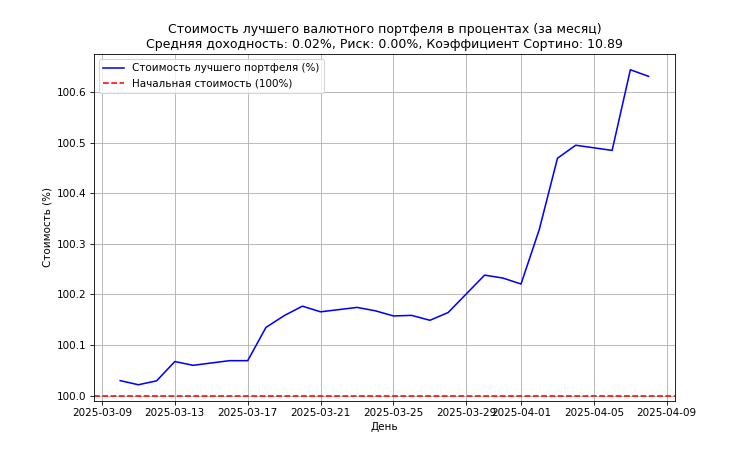 Стоимость лучшего валютного портфеля в процентах (за месяц)
Средняя доходность: 0.02%, Риск: 0.00%, Коэффициент Сортино: 10.89
Стоимость лучшего портфеля (%)
Начальная стоимость (100%)
Стоимость (%)
100.6
100.5
100.4
100.3
100.2
100.1
100.0
2025-03-09 2025-03-13 2025-03-17 2025-03-21 2025-03-25 2025-03-29 2025-04-01 2025-04-05 2025-04-09
День